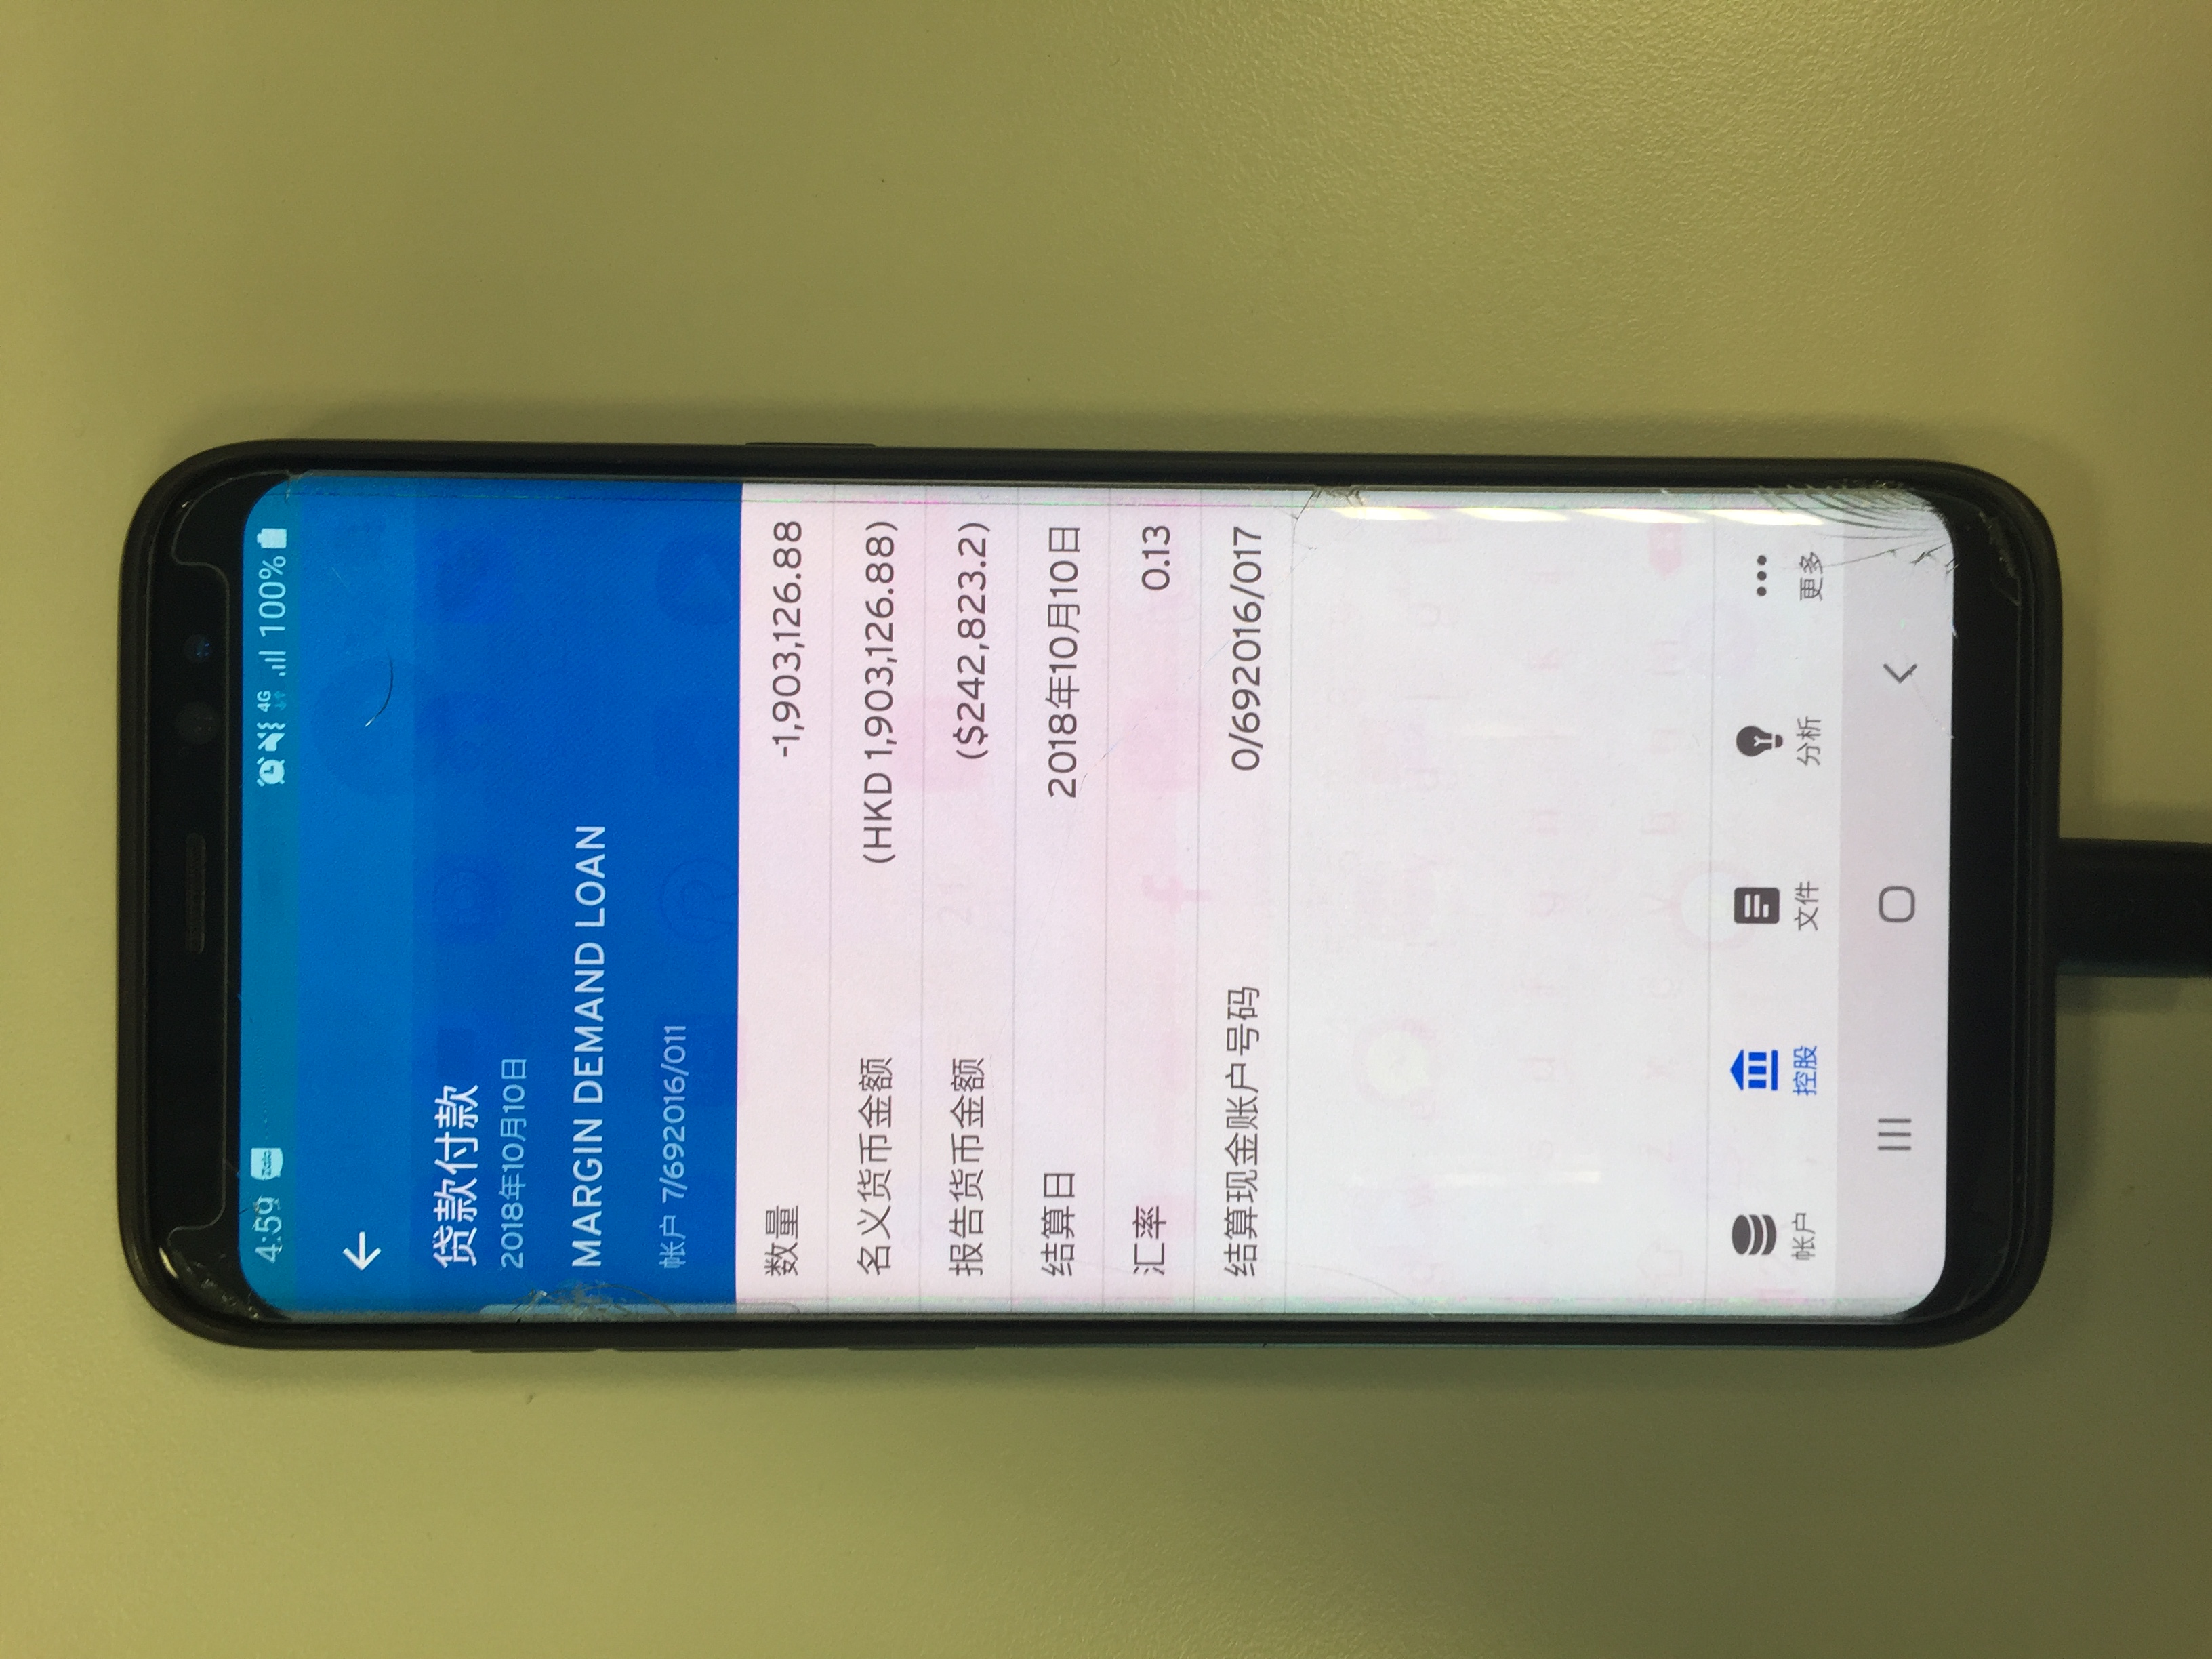 4:59 Zalo 4G 100%
贷款付款
2018年10月10日
MARGIN DEMAND LOAN
帐户 7/692016/011
数量 -1,903,126.88
名义货币金额 (HKD 1,903,126.88)
报告货币金额 ($242,823.2)
结算日 2018年10月10日
汇率 0.13
结算现金账户号码 0/692016/017
帐户 控股 文件 分析 更多